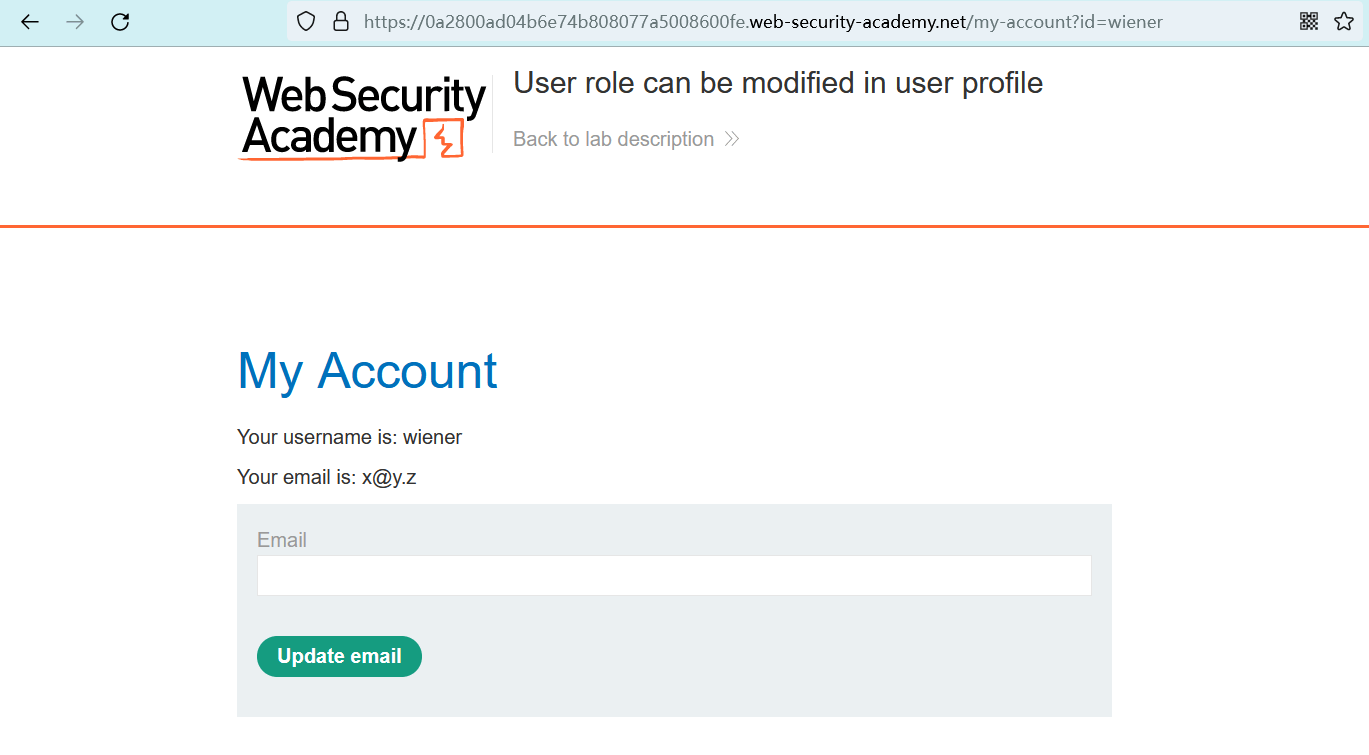 https://0a2800ad04b6e74b808077a5008600fe.web-security-academy.net/my-account?id=wiener
Web Security
Academy
User role can be modified in user profile
Back to lab description
My Account
Your username is: wiener
Your email is: x@y.z
Email
Update email